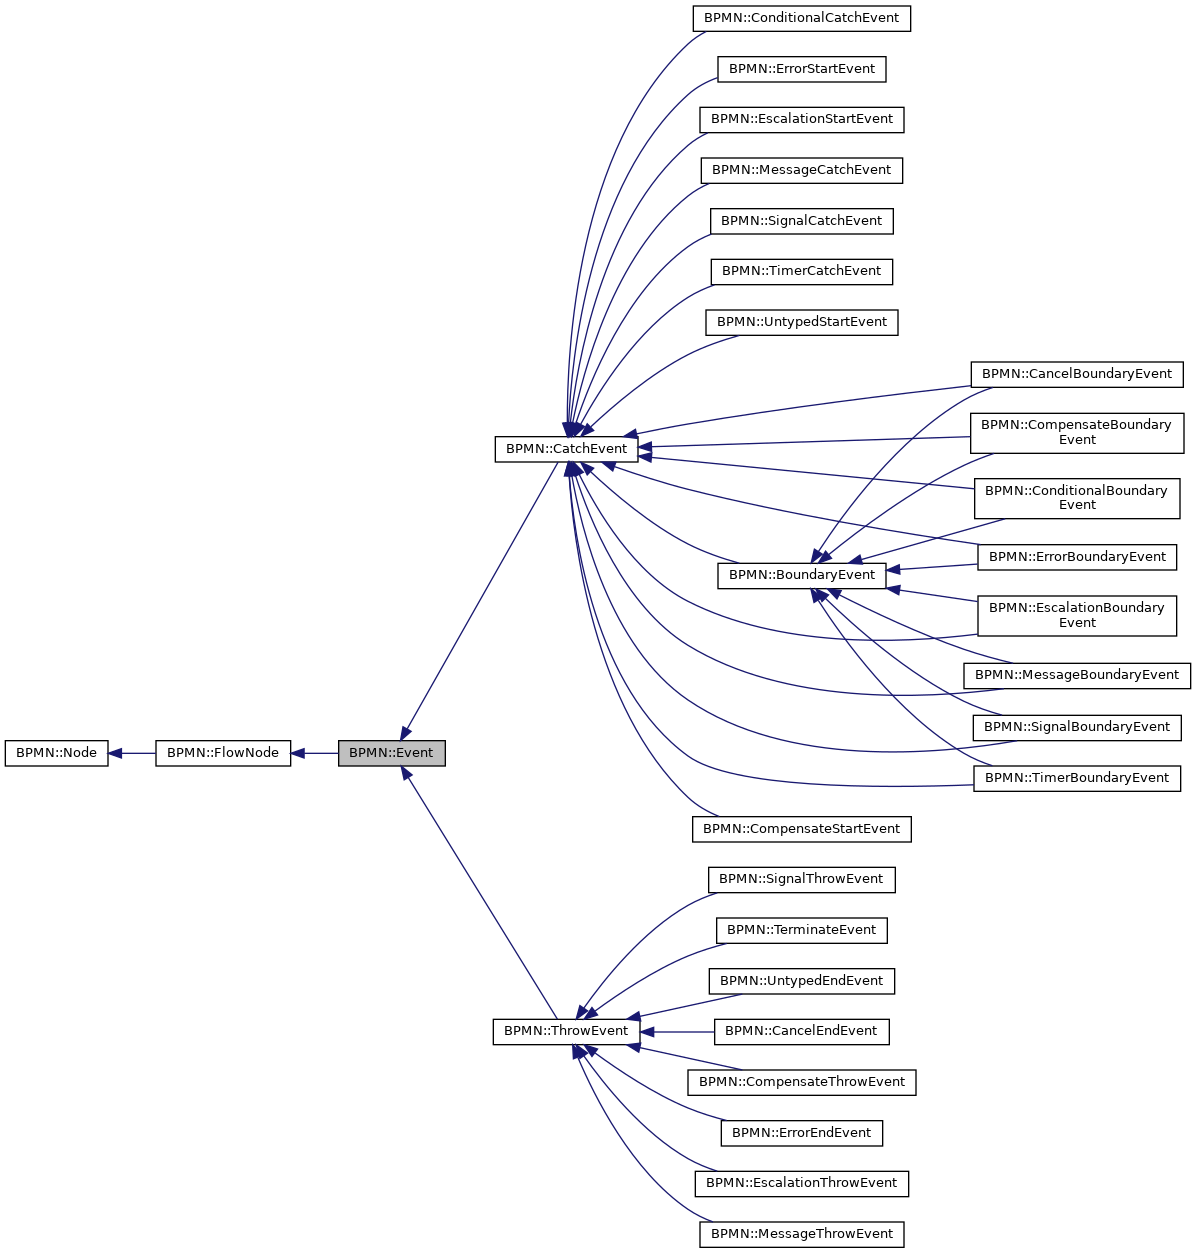 BPMN::ConditionalCatchEvent
BPMN::ErrorStartEvent
BPMN::EscalationStartEvent
BPMN::MessageCatchEvent
BPMN::SignalCatchEvent
BPMN::TimerCatchEvent
BPMN::UntypedStartEvent
BPMN::CancelBoundaryEvent
BPMN::CompensateBoundary
Event
BPMN::CatchEvent
BPMN::ConditionalBoundary
Event
BPMN::ErrorBoundaryEvent
BPMN::BoundaryEvent
BPMN::EscalationBoundary
Event
BPMN::MessageBoundaryEvent
BPMN::SignalBoundaryEvent
BPMN::Node
BPMN::FlowNode
BPMN::Event
BPMN::TimerBoundaryEvent
BPMN::CompensateStartEvent
BPMN::SignalThrowEvent
BPMN::TerminateEvent
BPMN::UntypedEndEvent
BPMN::ThrowEvent
BPMN::CancelEndEvent
BPMN::CompensateThrowEvent
BPMN::ErrorEndEvent
BPMN::EscalationThrowEvent
BPMN::MessageThrowEvent